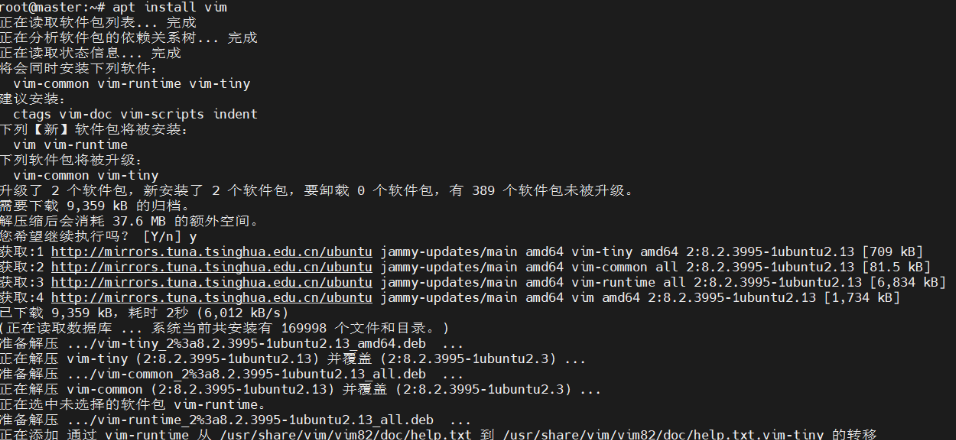 root@master:~# apt install vim
正在读取软件包列表... 完成
正在分析软件包的依赖关系树... 完成
正在读取状态信息... 完成
将会同时安装下列软件：
  vim-common vim-runtime vim-tiny
建议安装：
  ctags vim-doc vim-scripts indent
下列【新】软件包将被安装：
  vim vim-runtime
下列软件包将被升级：
  vim-common vim-tiny
升级了 2 个软件包，新安装了 2 个软件包，要卸载 0 个软件包，有 389 个软件包未被升级。
需要下载 9,359 kB 的归档。
解压缩后会消耗 37.6 MB 的额外空间。
您希望继续执行吗？ [Y/n] y
获取:1 http://mirrors.tuna.tsinghua.edu.cn/ubuntu jammy-updates/main amd64 vim-tiny amd64 2:8.2.3995-1ubuntu2.13 [709 kB]
获取:2 http://mirrors.tuna.tsinghua.edu.cn/ubuntu jammy-updates/main amd64 vim-common all 2:8.2.3995-1ubuntu2.13 [81.5 kB]
获取:3 http://mirrors.tuna.tsinghua.edu.cn/ubuntu jammy-updates/main amd64 vim-runtime all 2:8.2.3995-1ubuntu2.13 [6,834 kB]
获取:4 http://mirrors.tuna.tsinghua.edu.cn/ubuntu jammy-updates/main amd64 vim amd64 2:8.2.3995-1ubuntu2.13 [1,734 kB]
已下载 9,359 kB，耗时 2秒 (6,012 kB/s)
(正在读取数据库 ... 系统当前共安装有 169998 个文件和目录。)
准备解压 .../vim-tiny_2%3a8.2.3995-1ubuntu2.13_amd64.deb  ...
正在解压 vim-tiny (2:8.2.3995-1ubuntu2.13) 并覆盖 (2:8.2.3995-1ubuntu2.3) ...
准备解压 .../vim-common_2%3a8.2.3995-1ubuntu2.13_all.deb  ...
正在解压 vim-common (2:8.2.3995-1ubuntu2.13) 并覆盖 (2:8.2.3995-1ubuntu2.3) ...
正在选中未选择的软件包 vim-runtime。
准备解压 .../vim-runtime_2%3a8.2.3995-1ubuntu2.13_all.deb  ...
正在添加 通过 vim-runtime 从 /usr/share/vim/vim82/doc/help.txt 到 /usr/share/vim/vim82/doc/help.txt.vim-tiny 的转移